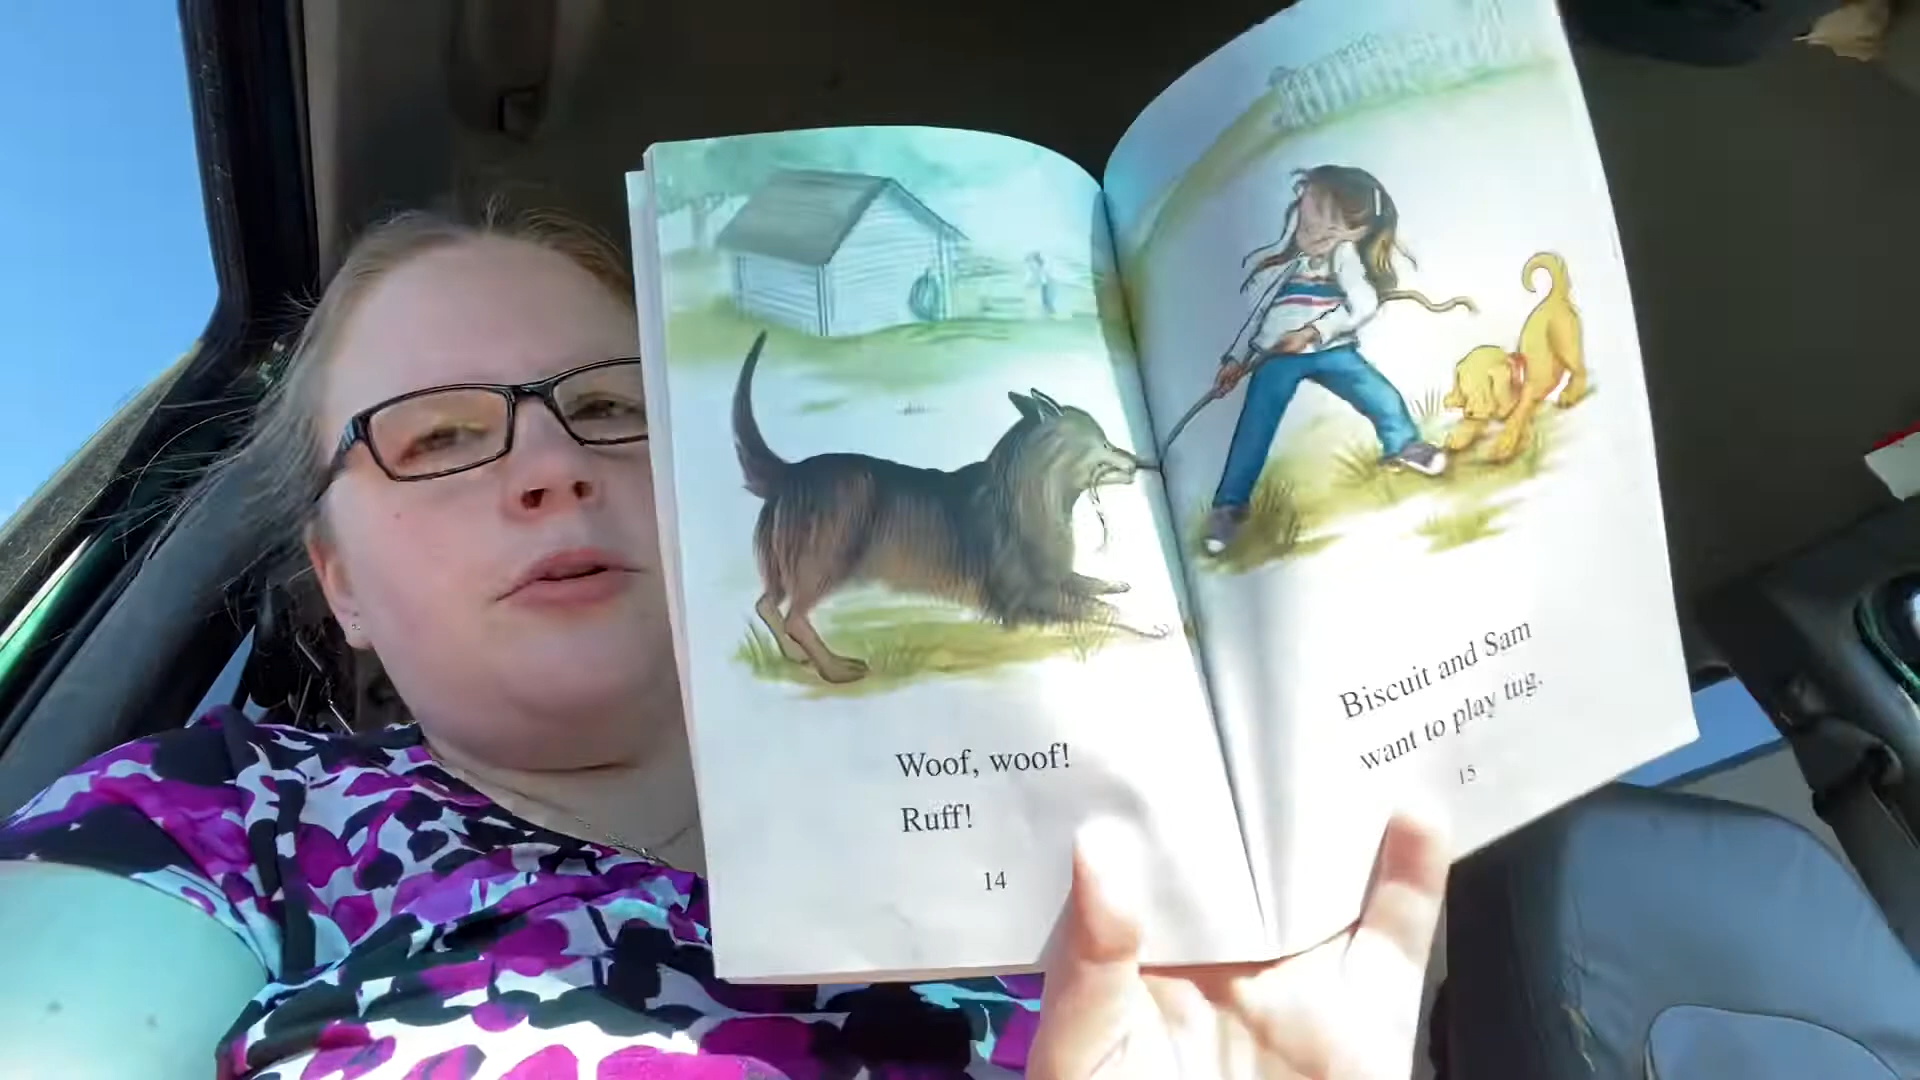 Woof, woof!
Ruff!
14
Biscuit and Sam
want to play tug.
15